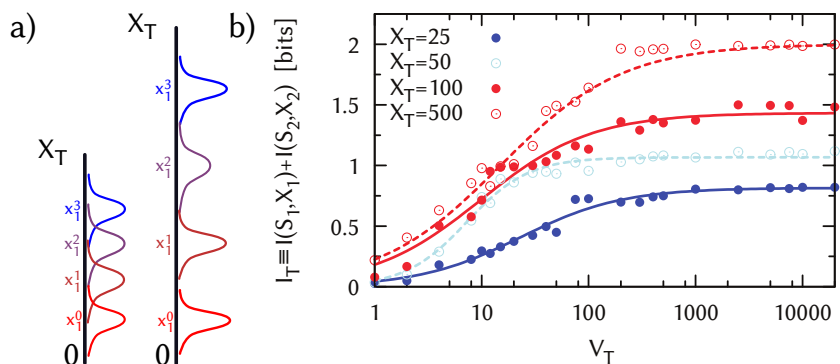 a)
X_T
x_1^3
x_1^2
x_1^1
x_1^0
0
X_T
x_1^3
x_1^2
x_1^1
x_1^0
0
b)
I_T≡I(S_1,X_1)+I(S_2,X_2) [bits]
2
1.5
1
0.5
0
X_T=25
X_T=50
X_T=100
X_T=500
1 10 100 1000 10000
V_T